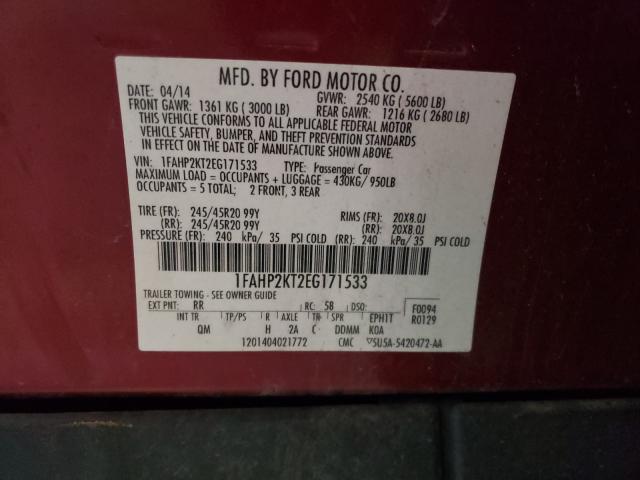 MFD. BY FORD MOTOR CO.
DATE: 04/14 GVWR: 2540 KG ( 5600 LB)
FRONT GAWR: 1361 KG ( 3000 LB) REAR GAWR: 1216 KG ( 2680 LB)
THIS VEHICLE CONFORMS TO ALL APPLICABLE FEDERAL MOTOR
VEHICLE SAFETY, BUMPER, AND THEFT PREVENTION STANDARDS
IN EFFECT ON THE DATE OF MANUFACTURE SHOWN ABOVE.
VIN: 1FAHP2KT2EG171533 TYPE: Passenger Car
MAXIMUM LOAD = OCCUPANTS + LUGGAGE = 430KG/ 950LB
OCCUPANTS = 5 TOTAL; 2 FRONT, 3 REAR
TIRE (FR): 245/45R20 99Y RIMS (FR): 20X8.0J
(RR): 245/45R20 99Y (RR): 20X8.0J
PRESSURE (FR): 240 kPa/ 35 PSI COLD (RR): 240 kPa/ 35 PSI COLD
1FAHP2KT2EG171533
TRAILER TOWING - SEE OWNER GUIDE
EXT PNT: RR RC: 58 DSO: F0094
INT TR TP/PS R AXLE TR SPR EPH1T R0129
QM H 2A C DDMM KOA
1201404021772 CMC ▽5U5A-5420472-AA